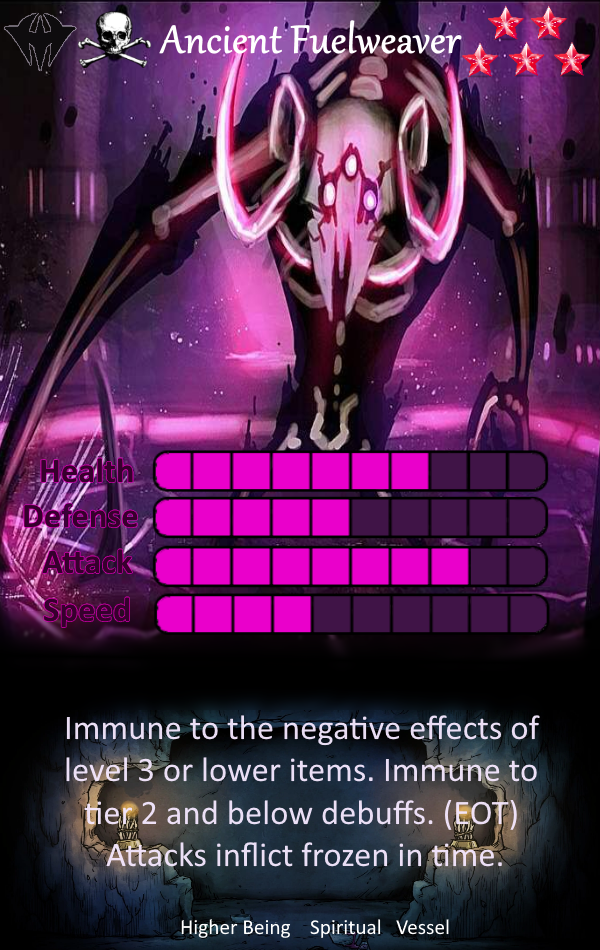 Ancient Fuelweaver
Health
Defense
Attack
Speed
Immune to the negative effects of
level 3 or lower items. Immune to
tier 2 and below debuffs. (EOT)
Attacks inflict frozen in time.
Higher Being Spiritual Vessel